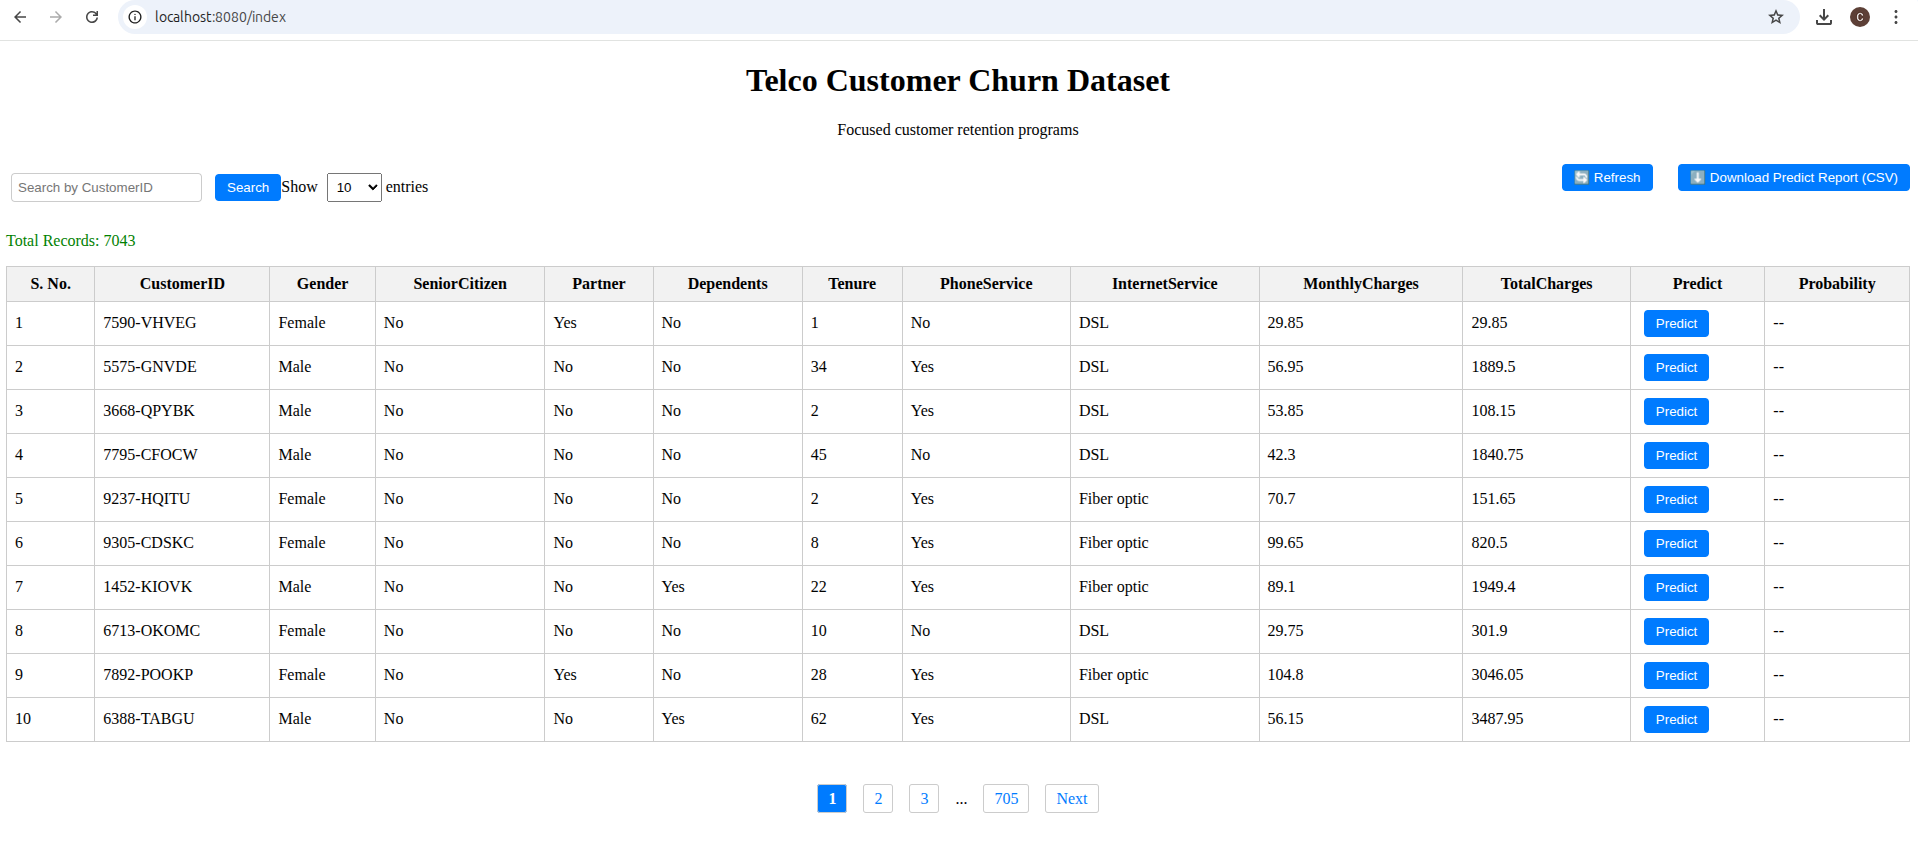 localhost:8080/index
C
Telco Customer Churn Dataset
Focused customer retention programs
Search by CustomerID Search Show 10 entries Refresh Download Predict Report (CSV)
Total Records: 7043
S. No. CustomerID Gender SeniorCitizen Partner Dependents Tenure PhoneService InternetService MonthlyCharges TotalCharges Predict Probability
1 7590-VHVEG Female No Yes No 1 No DSL 29.85 29.85 Predict --
2 5575-GNVDE Male No No No 34 Yes DSL 56.95 1889.5 Predict --
3 3668-QPYBK Male No No No 2 Yes DSL 53.85 108.15 Predict --
4 7795-CFOCW Male No No No 45 No DSL 42.3 1840.75 Predict --
5 9237-HQITU Female No No No 2 Yes Fiber optic 70.7 151.65 Predict --
6 9305-CDSKC Female No No No 8 Yes Fiber optic 99.65 820.5 Predict --
7 1452-KIOVK Male No No Yes 22 Yes Fiber optic 89.1 1949.4 Predict --
8 6713-OKOMC Female No No No 10 No DSL 29.75 301.9 Predict --
9 7892-POOKP Female No Yes No 28 Yes Fiber optic 104.8 3046.05 Predict --
10 6388-TABGU Male No No Yes 62 Yes DSL 56.15 3487.95 Predict --
1 2 3 ... 705 Next